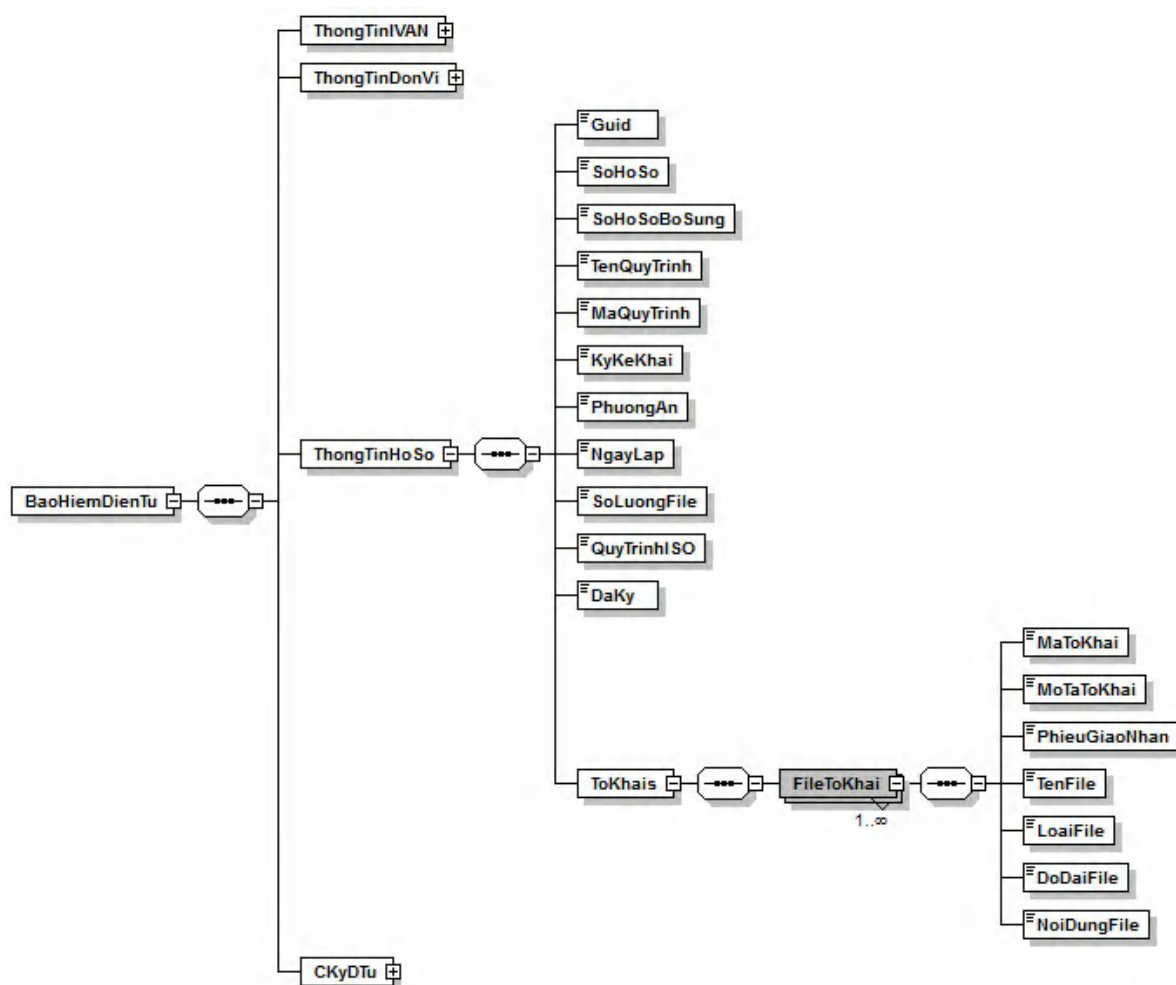 ThongTinIVAN
ThongTinDonVi
Guid
SoHoSo
SoHoSoBoSung
TenQuyTrinh
MaQuyTrinh
KyKeKhai
PhuongAn
ThongTinHoSo
NgayLap
BaoHiemDienTu
SoLuongFile
QuyTrinhISO
DaKy
MaToKhai
MoTaToKhai
PhieuGiaoNhan
ToKhais
FileToKhai
1..∞
TenFile
LoaiFile
DoDaiFile
NoiDungFile
CKyDTu